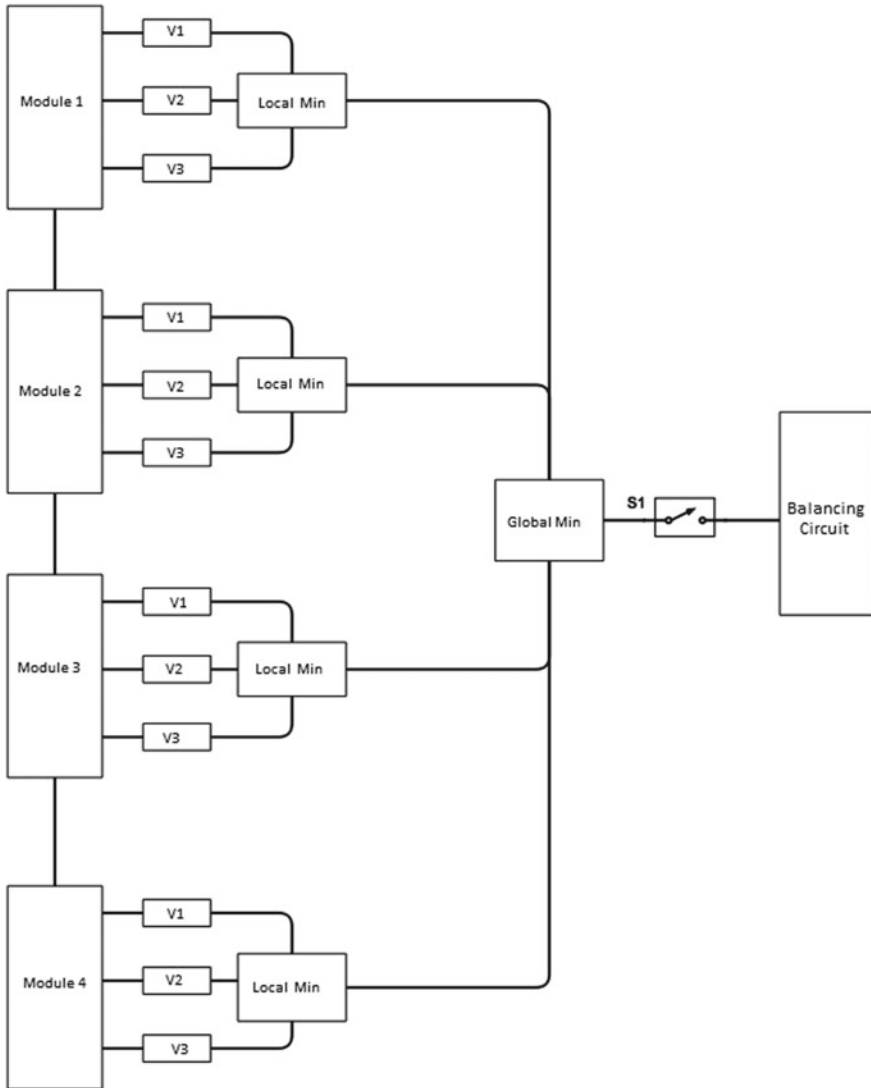 V1
Module 1
V2
Local Min
V3
V1
Module 2
V2
Local Min
V3
Global Min
S1
Balancing
Circuit
V1
Module 3
V2
Local Min
V3
V1
Module 4
V2
Local Min
V3